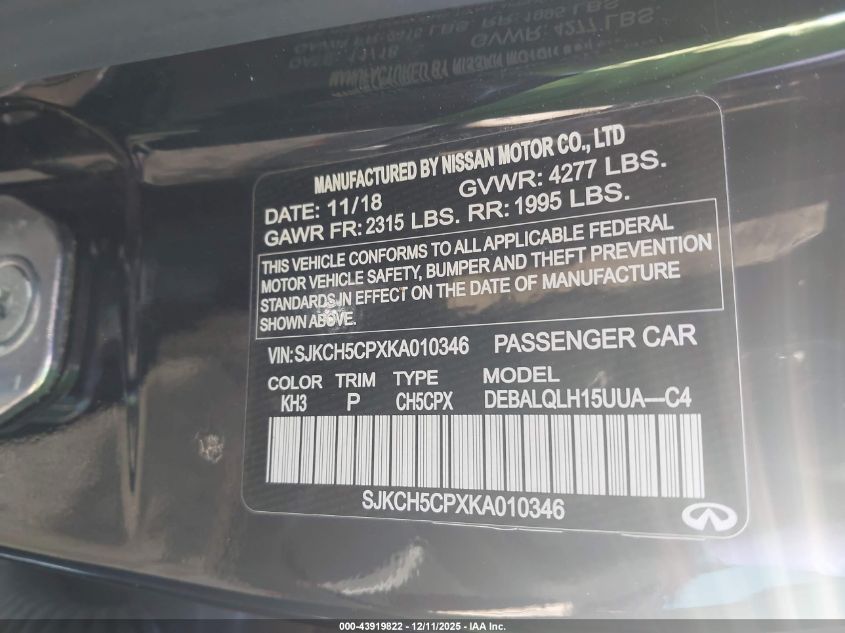 MANUFACTURED BY NISSAN MOTOR CO., LTD
DATE: 11/18 GVWR: 4277 LBS.
GAWR FR: 2315 LBS. RR: 1995 LBS.
THIS VEHICLE CONFORMS TO ALL APPLICABLE FEDERAL
MOTOR VEHICLE SAFETY, BUMPER AND THEFT PREVENTION
STANDARDS IN EFFECT ON THE DATE OF MANUFACTURE
SHOWN ABOVE.
VIN:SJKCH5CPXKA010346 PASSENGER CAR
COLOR TRIM TYPE MODEL
KH3 P CH5CPX DEBALQLH15UUA---C4
SJKCH5CPXKA010346
000-43919822 - 12/11/2025 - IAA Inc.